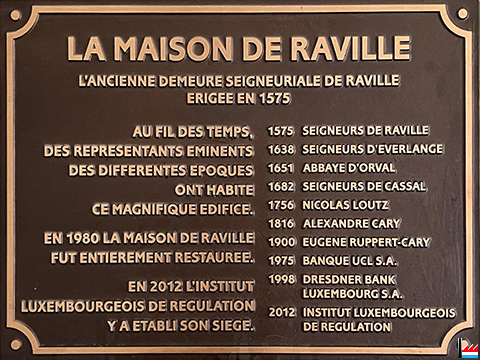 LA MAISON DE RAVILLE
L'ANCIENNE DEMEURE SEIGNEURIALE DE RAVILLE
ERIGEE EN 1575
AU FIL DES TEMPS,
DES REPRESENTANTS EMINENTS
DES DIFFERENTES EPOQUES
ONT HABITE
CE MAGNIFIQUE EDIFICE.
EN 1980 LA MAISON DE RAVILLE
FUT ENTIEREMENT RESTAUREE.
EN 2012 L'INSTITUT
LUXEMBOURGEOIS DE REGULATION
Y A ETABLI SON SIEGE.
1575 SEIGNEURS DE RAVILLE
1638 SEIGNEURS D'EVERLANGE
1651 ABBAYE D'ORVAL
1682 SEIGNEURS DE CASSAL
1756 NICOLAS LOUTZ
1816 ALEXANDRE CARY
1900 EUGENE RUPPERT-CARY
1975 BANQUE UCL S.A.
1998 DRESDNER BANK
LUXEMBOURG S.A.
2012 INSTITUT LUXEMBOURGEOIS
DE REGULATION